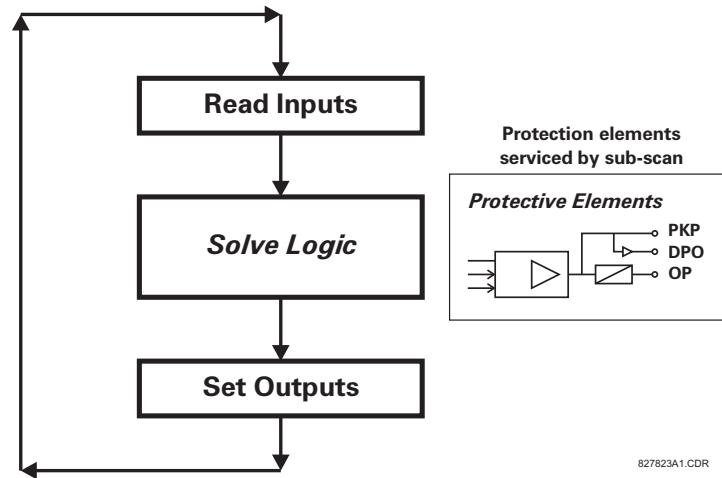 Read Inputs
Protection elements
serviced by sub-scan
Protective Elements
PKP
DPO
OP
Solve Logic
Set Outputs
827823A1.CDR